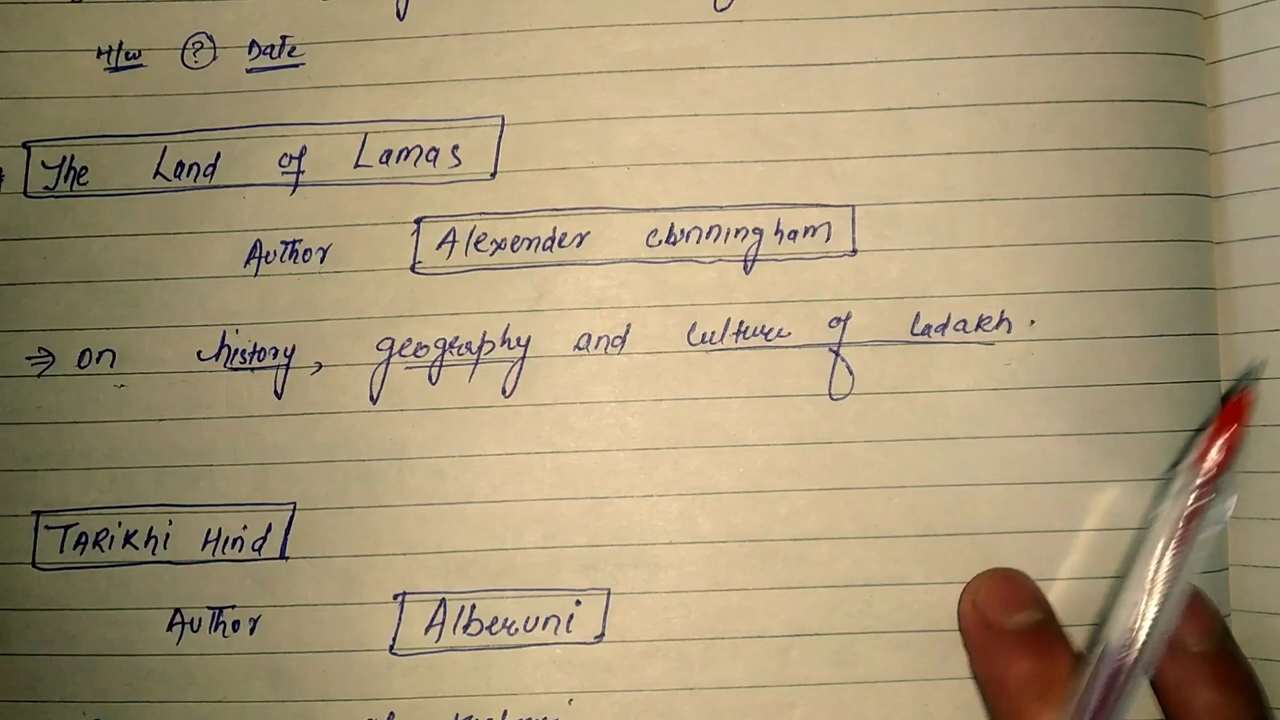 H/W ? Date
The Land of Lamas
Author Alexender Cunningham
⇒ on history, geography and Culture of Ladakh.
TARIKhi Hind
Author Alberuni